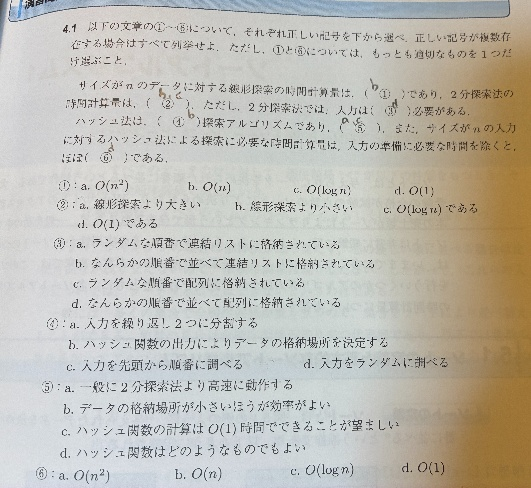 4.1 以下の文章の①~⑥について，それぞれ正しい記号を下から選べ．正しい記号が複数存
在する場合はすべて列挙せよ．ただし，①と⑥については，もっとも適切なものを1つだ
け選ぶこと．
サイズが n のデータに対する線形探索の時間計算量は，( ① )であり，2分探索法の
b
b, c
時間計算量は，( ② )．ただし，2分探索法では，入力は( ③ )必要がある．
d
ハッシュ法は，( ④ )探索アルゴリズムであり，( ⑤ )．また，サイズが n の入力
b
a c
に対するハッシュ法による探索に必要な時間計算量は，入力の準備に必要な時間を除くと，
d
ほぼ( ⑥ )である．
①：a. O(n²) b. O(n) c. O(log n) d. O(1)
②：a. 線形探索より大きい b. 線形探索より小さい c. O(log n) である
d. O(1) である
③：a. ランダムな順番で連結リストに格納されている
b. なんらかの順番で並べて連結リストに格納されている
c. ランダムな順番で配列に格納されている
d. なんらかの順番で並べて配列に格納されている
④：a. 入力を繰り返し2つに分割する
b. ハッシュ関数の出力によりデータの格納場所を決定する
c. 入力を先頭から順番に調べる d. 入力をランダムに調べる
⑤：a. 一般に2分探索法より高速に動作する
b. データの格納場所が小さいほうが効率がよい
c. ハッシュ関数の計算は O(1) 時間でできることが望ましい
d. ハッシュ関数はどのようなものでもよい
⑥：a. O(n²) b. O(n) c. O(log n) d. O(1)